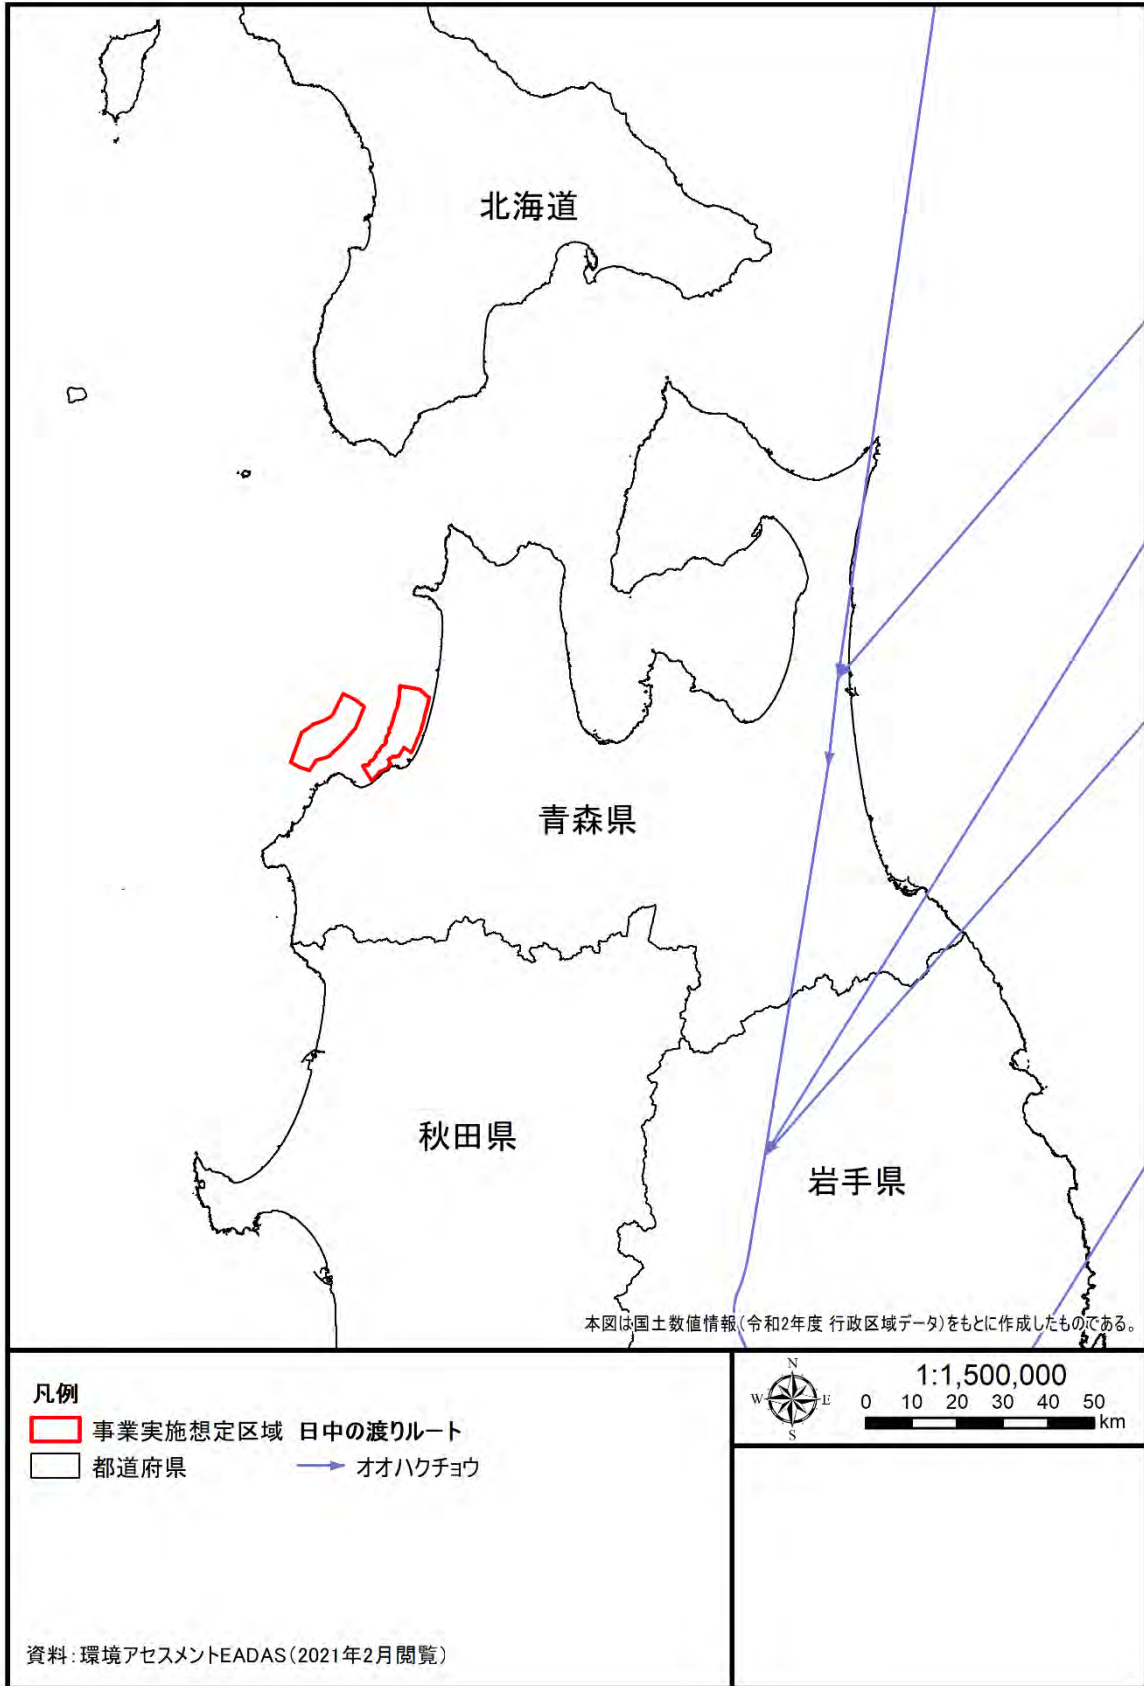 北海道
青森県
秋田県
岩手県
本図は国土数値情報(令和2年度 行政区域データ)をもとに作成したものである。
凡例
事業実施想定区域 日中の渡りルート
都道府県 オオハクチョウ
資料:環境アセスメントEADAS(2021年2月閲覧)
N
W E
S
1:1,500,000
0 10 20 30 40 50
km